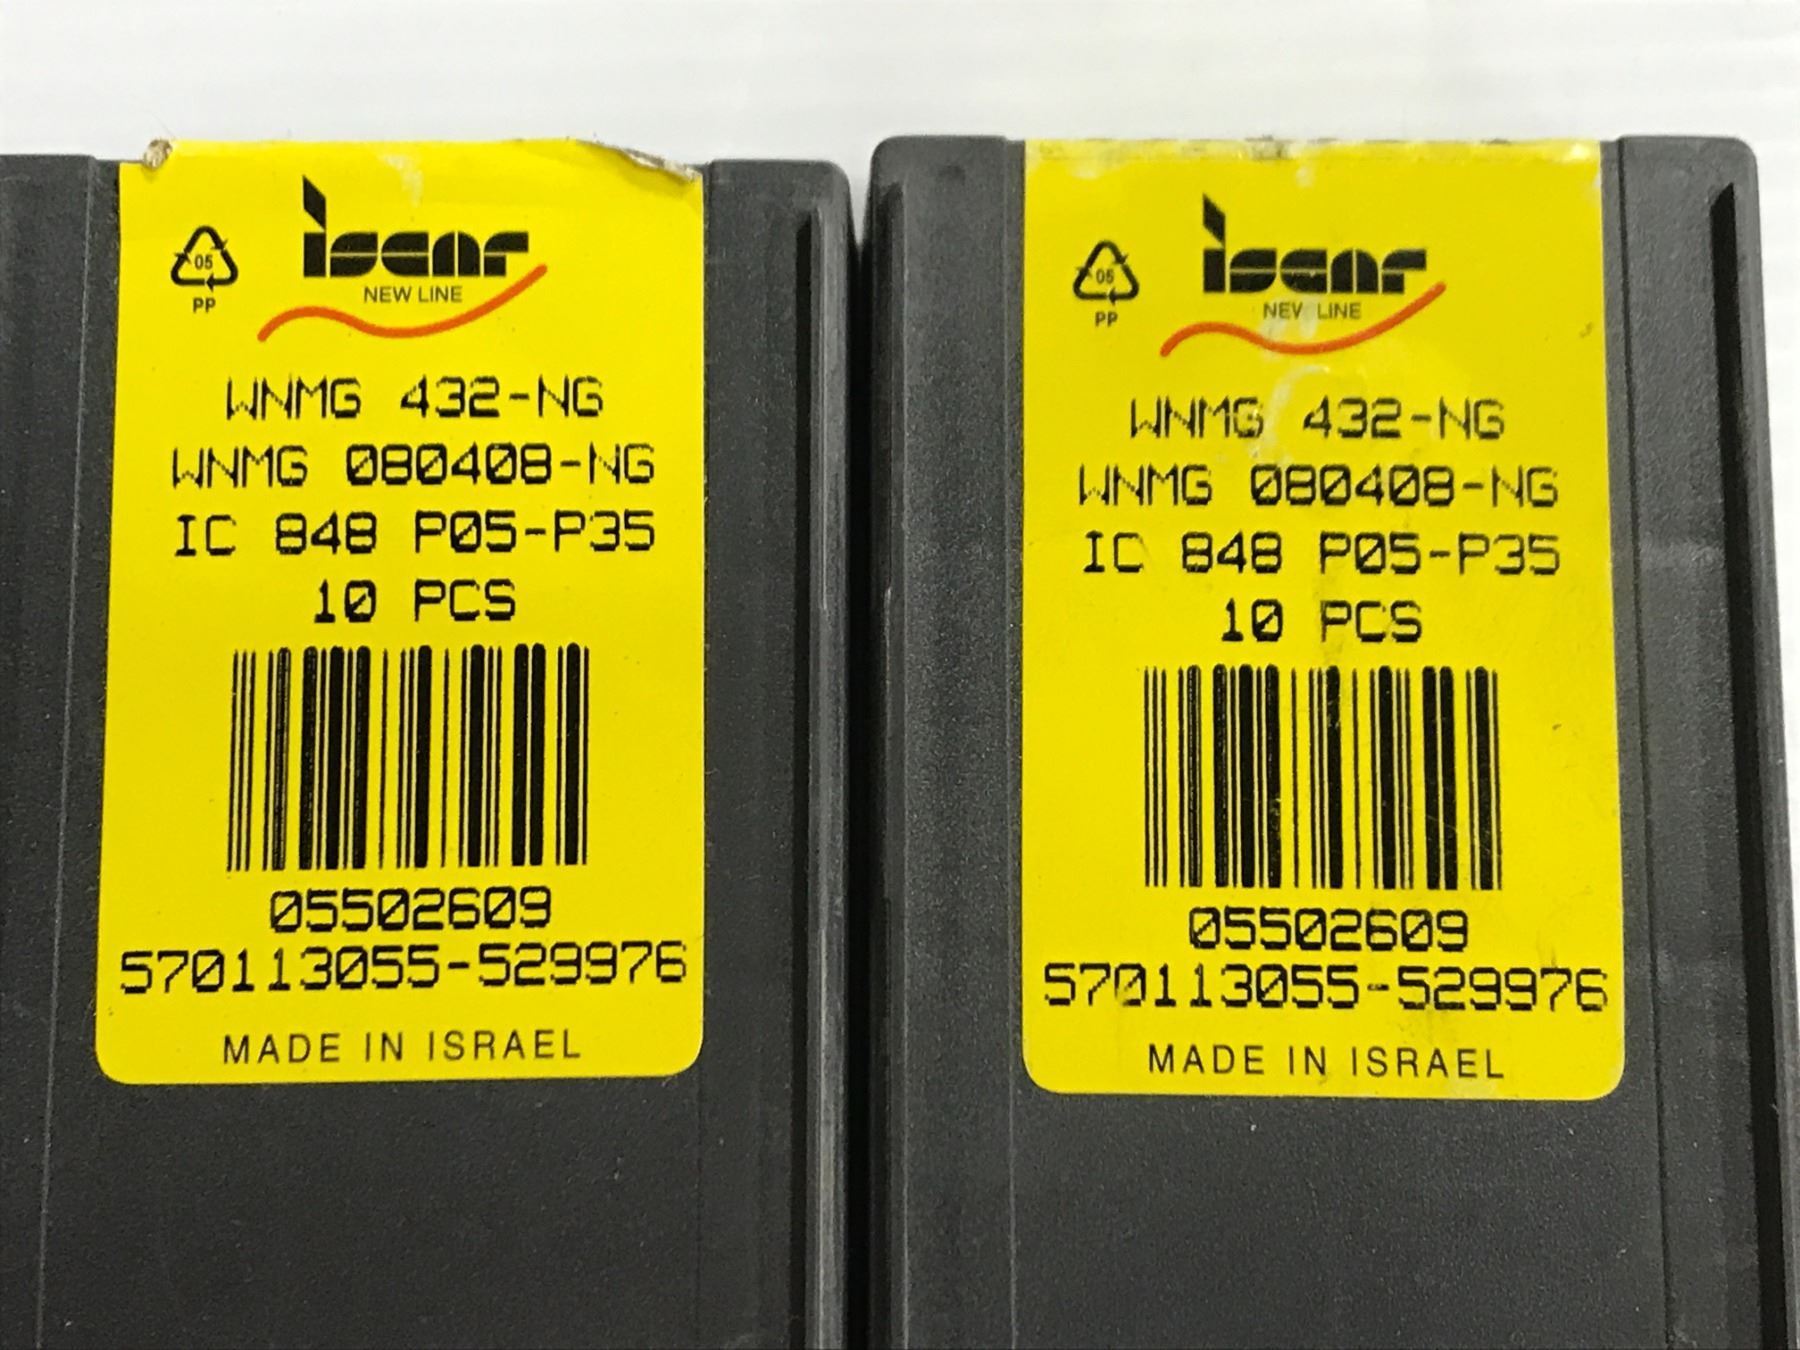 iscar
NEW LINE
05
PP
WNMG 432-NG
WNMG 080408-NG
IC 848 P05-P35
10 PCS
05502609
570113055-529976
MADE IN ISRAEL
iscar
NEW LINE
05
PP
WNMG 432-NG
WNMG 080408-NG
IC 848 P05-P35
10 PCS
05502609
570113055-529976
MADE IN ISRAEL